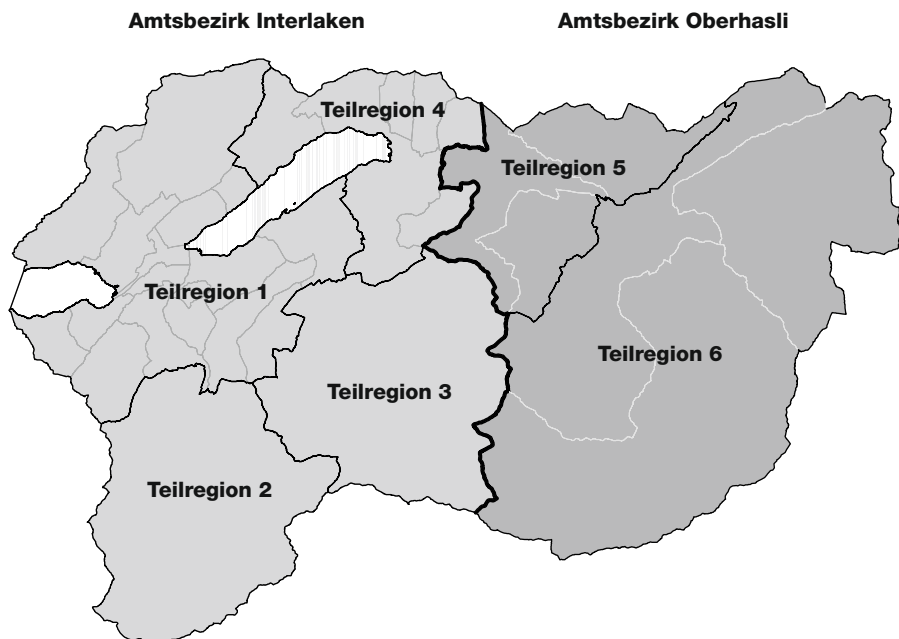 Amtsbezirk Interlaken
Amtsbezirk Oberhasli
Teilregion 4
Teilregion 5
Teilregion 1
Teilregion 6
Teilregion 3
Teilregion 2